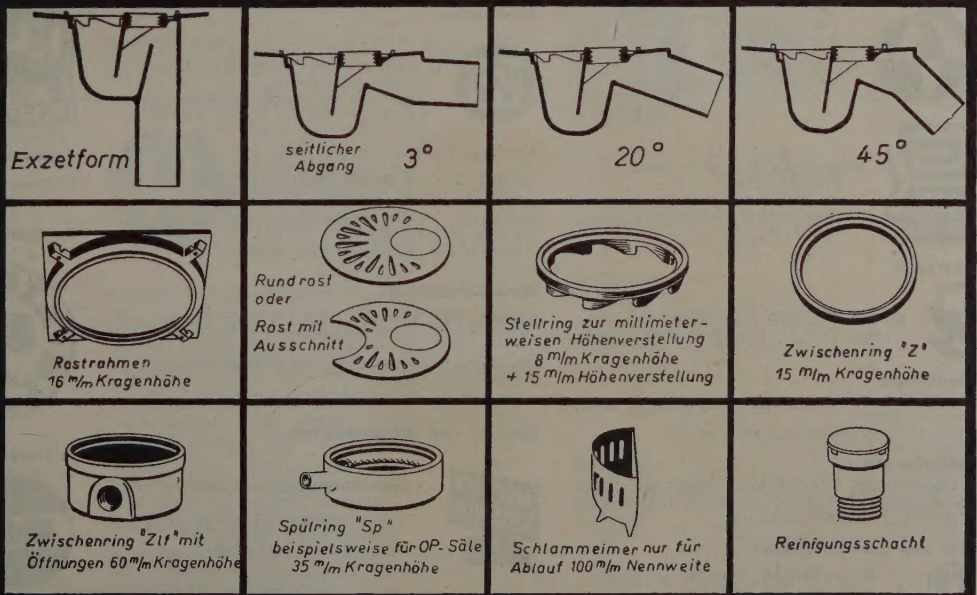 Exzetform
seitlicher
Abgang
3°
20°
45°
Rostrahmen
16 m/m Kragenhöhe
Rundrost
oder
Rost mit
Ausschnitt
Stellring zur millimeter-
weisen Höhenverstellung
8 m/m Kragenhöhe
+ 15 m/m Höhenverstellung
Zwischenring "Z"
15 m/m Kragenhöhe
Zwischenring "Zlf" mit
Öffnungen 60 m/m Kragenhöhe
Spülring "Sp"
beispielsweise für OP-Säle
35 m/m Kragenhöhe
Schlammeimer nur für
Ablauf 100 m/m Nennweite
Reinigungsschacht